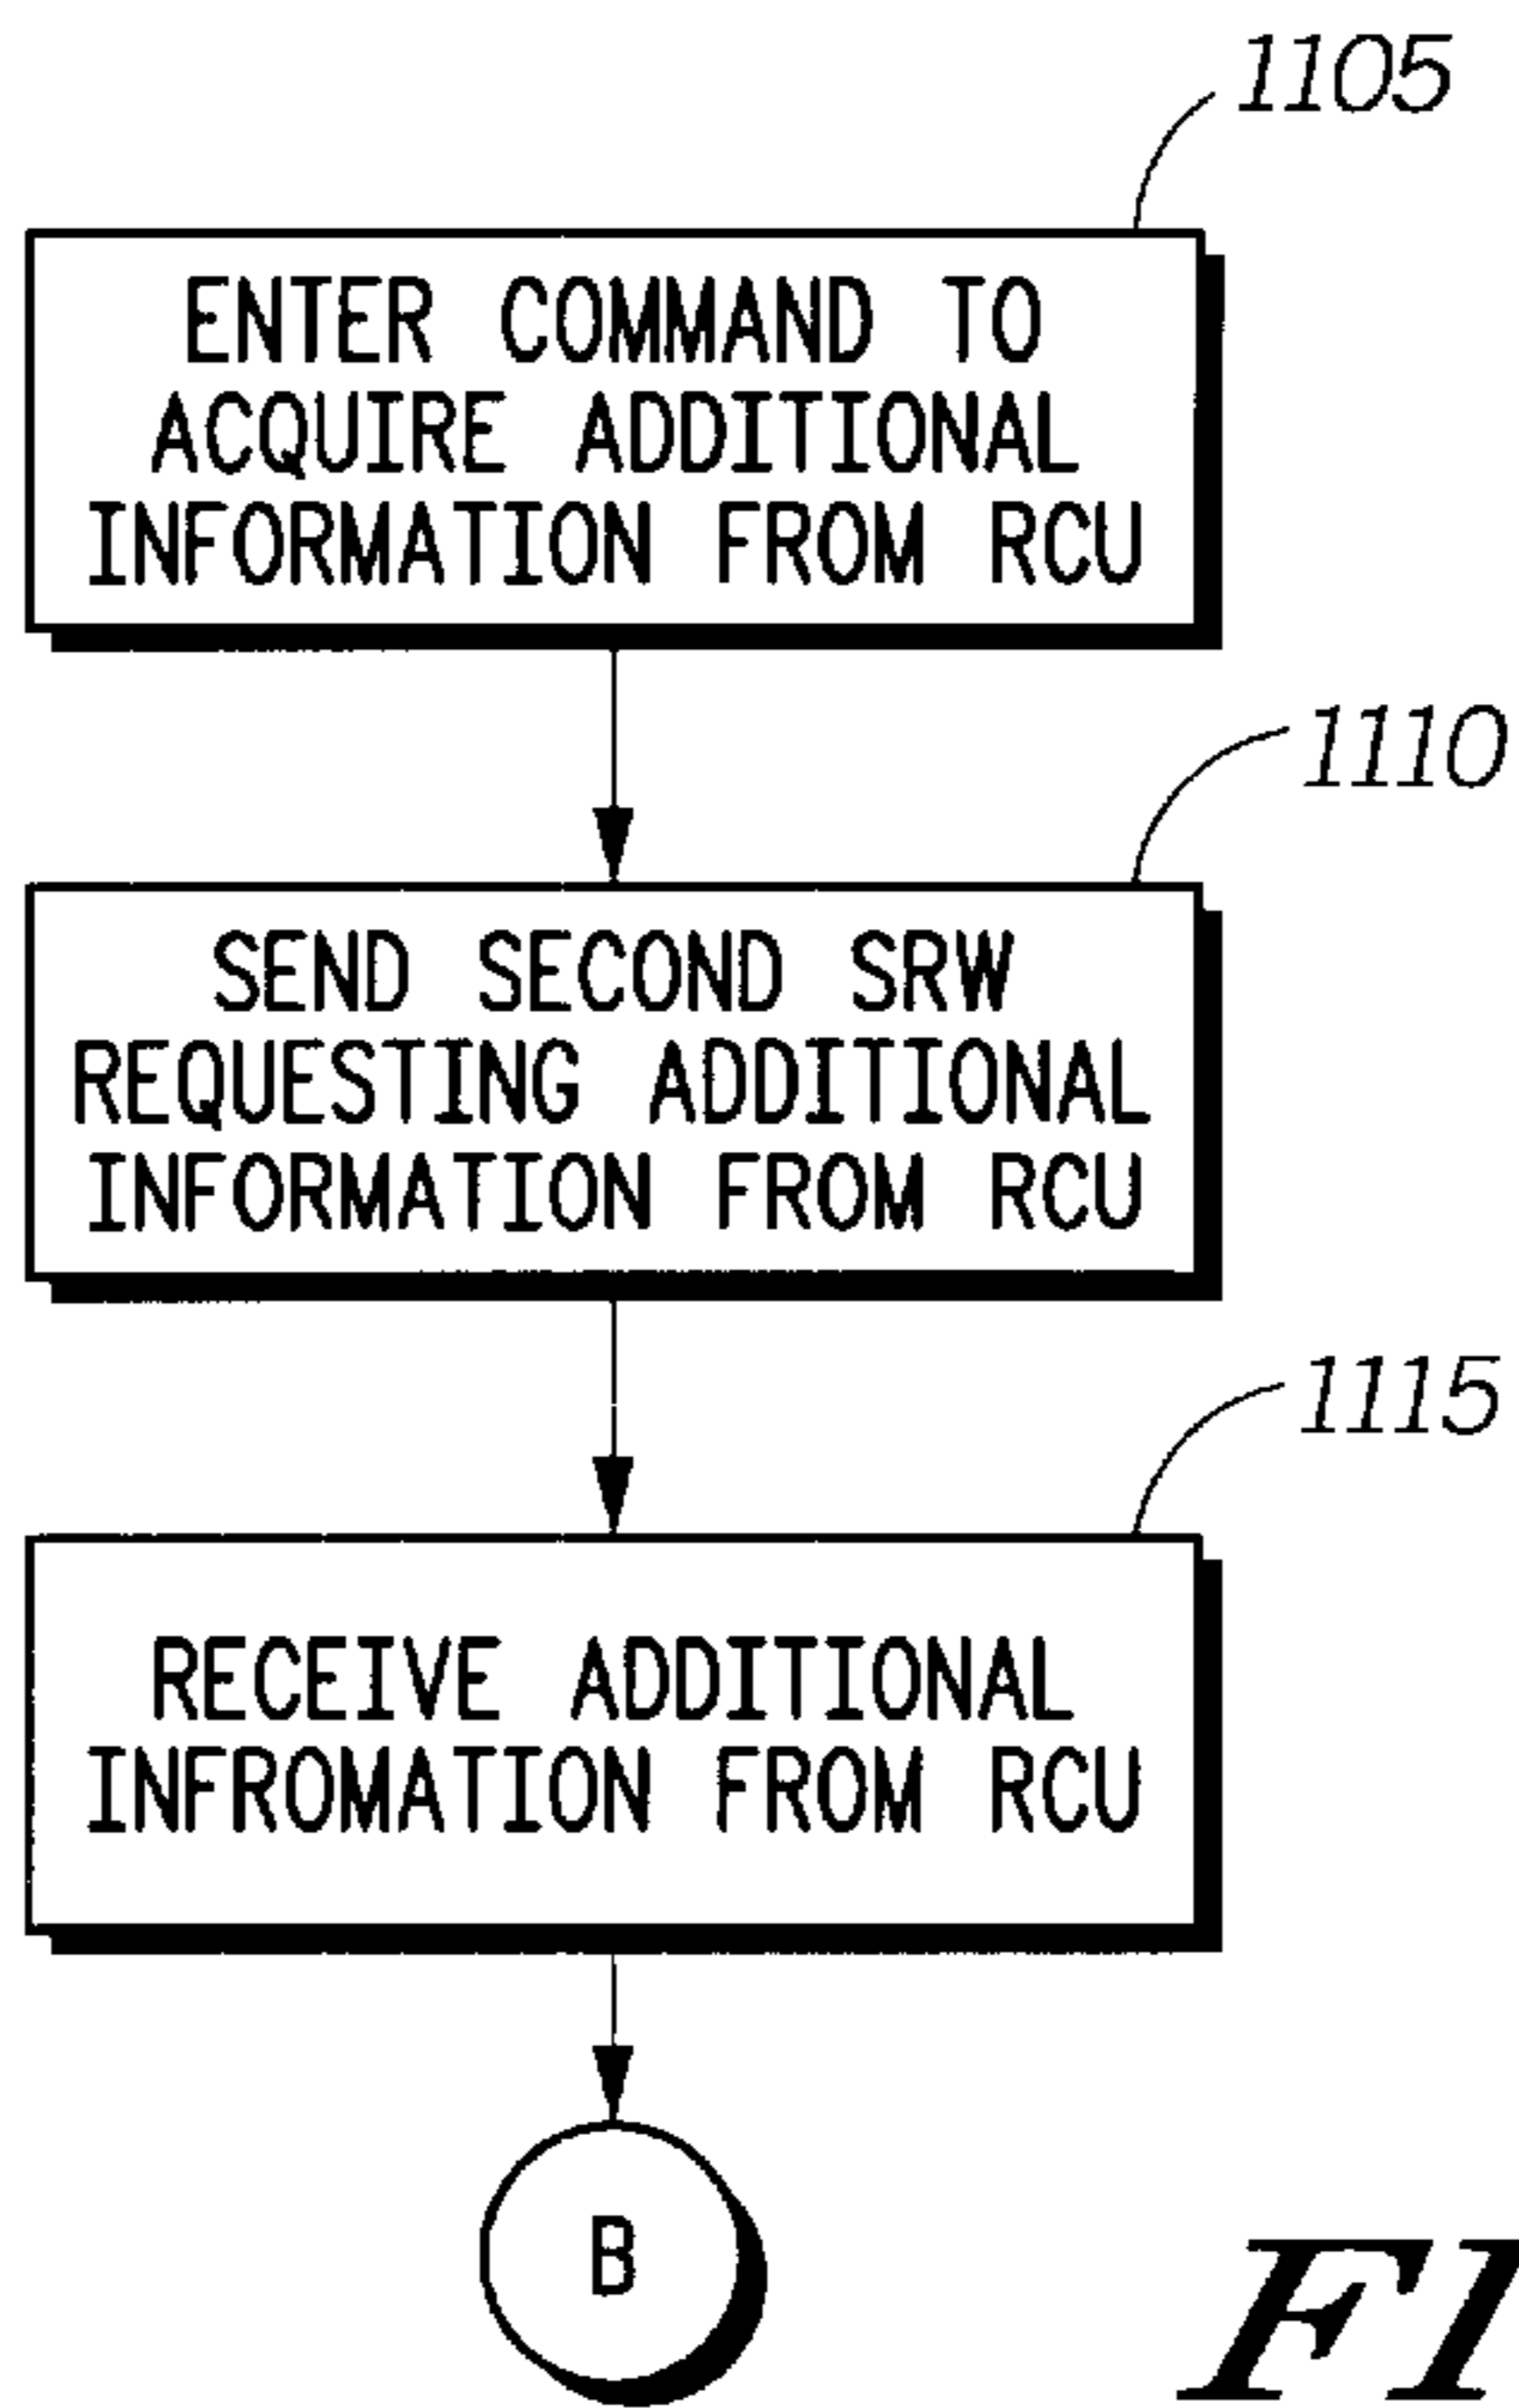 1105
ENTER COMMAND TO
ACQUIRE ADDITIONAL
INFORMATION FROM RCU
1110
SEND SECOND SRW
REQUESTING ADDITIONAL
INFORMATION FROM RCU
1115
RECEIVE ADDITIONAL
INFROMATION FROM RCU
B
FI